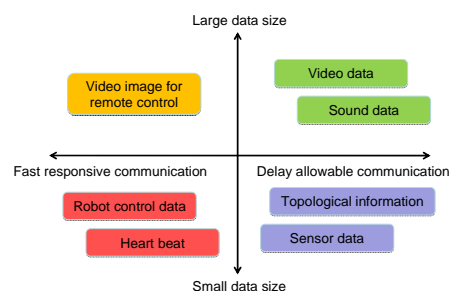 Large data size
Video image for
remote control
Video data
Sound data
Fast responsive communication
Delay allowable communication
Robot control data
Heart beat
Topological information
Sensor data
Small data size